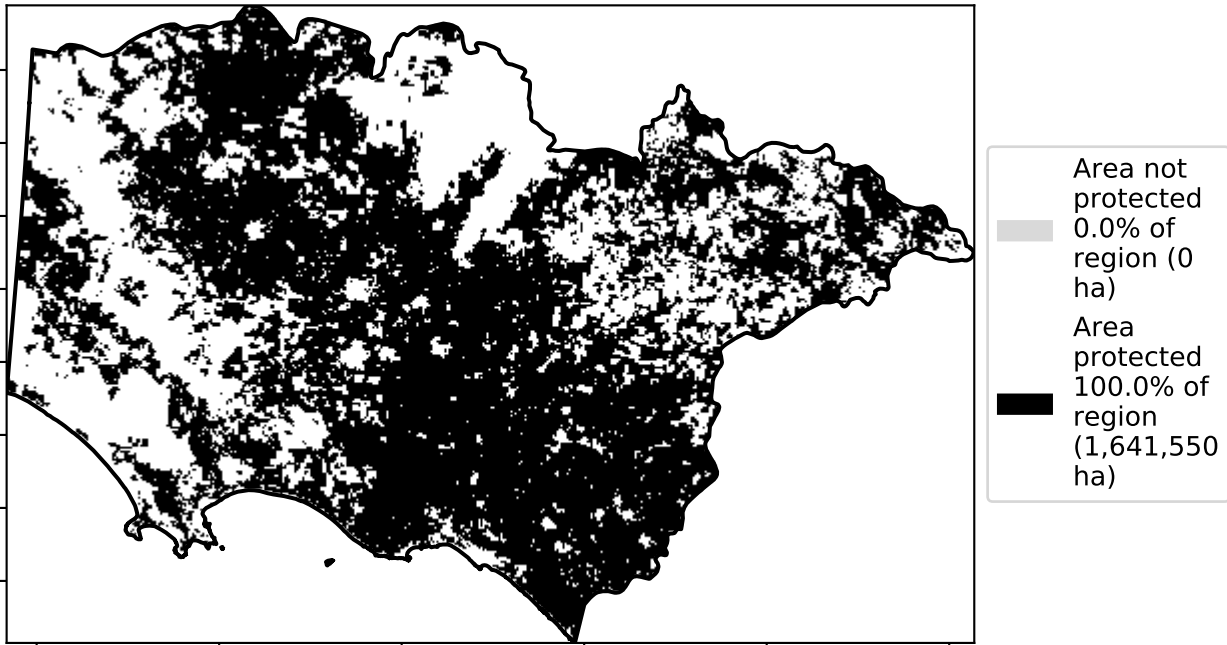 Area not
protected
0.0% of
region (0
ha)
Area
protected
100.0% of
region
(1,641,550
ha)